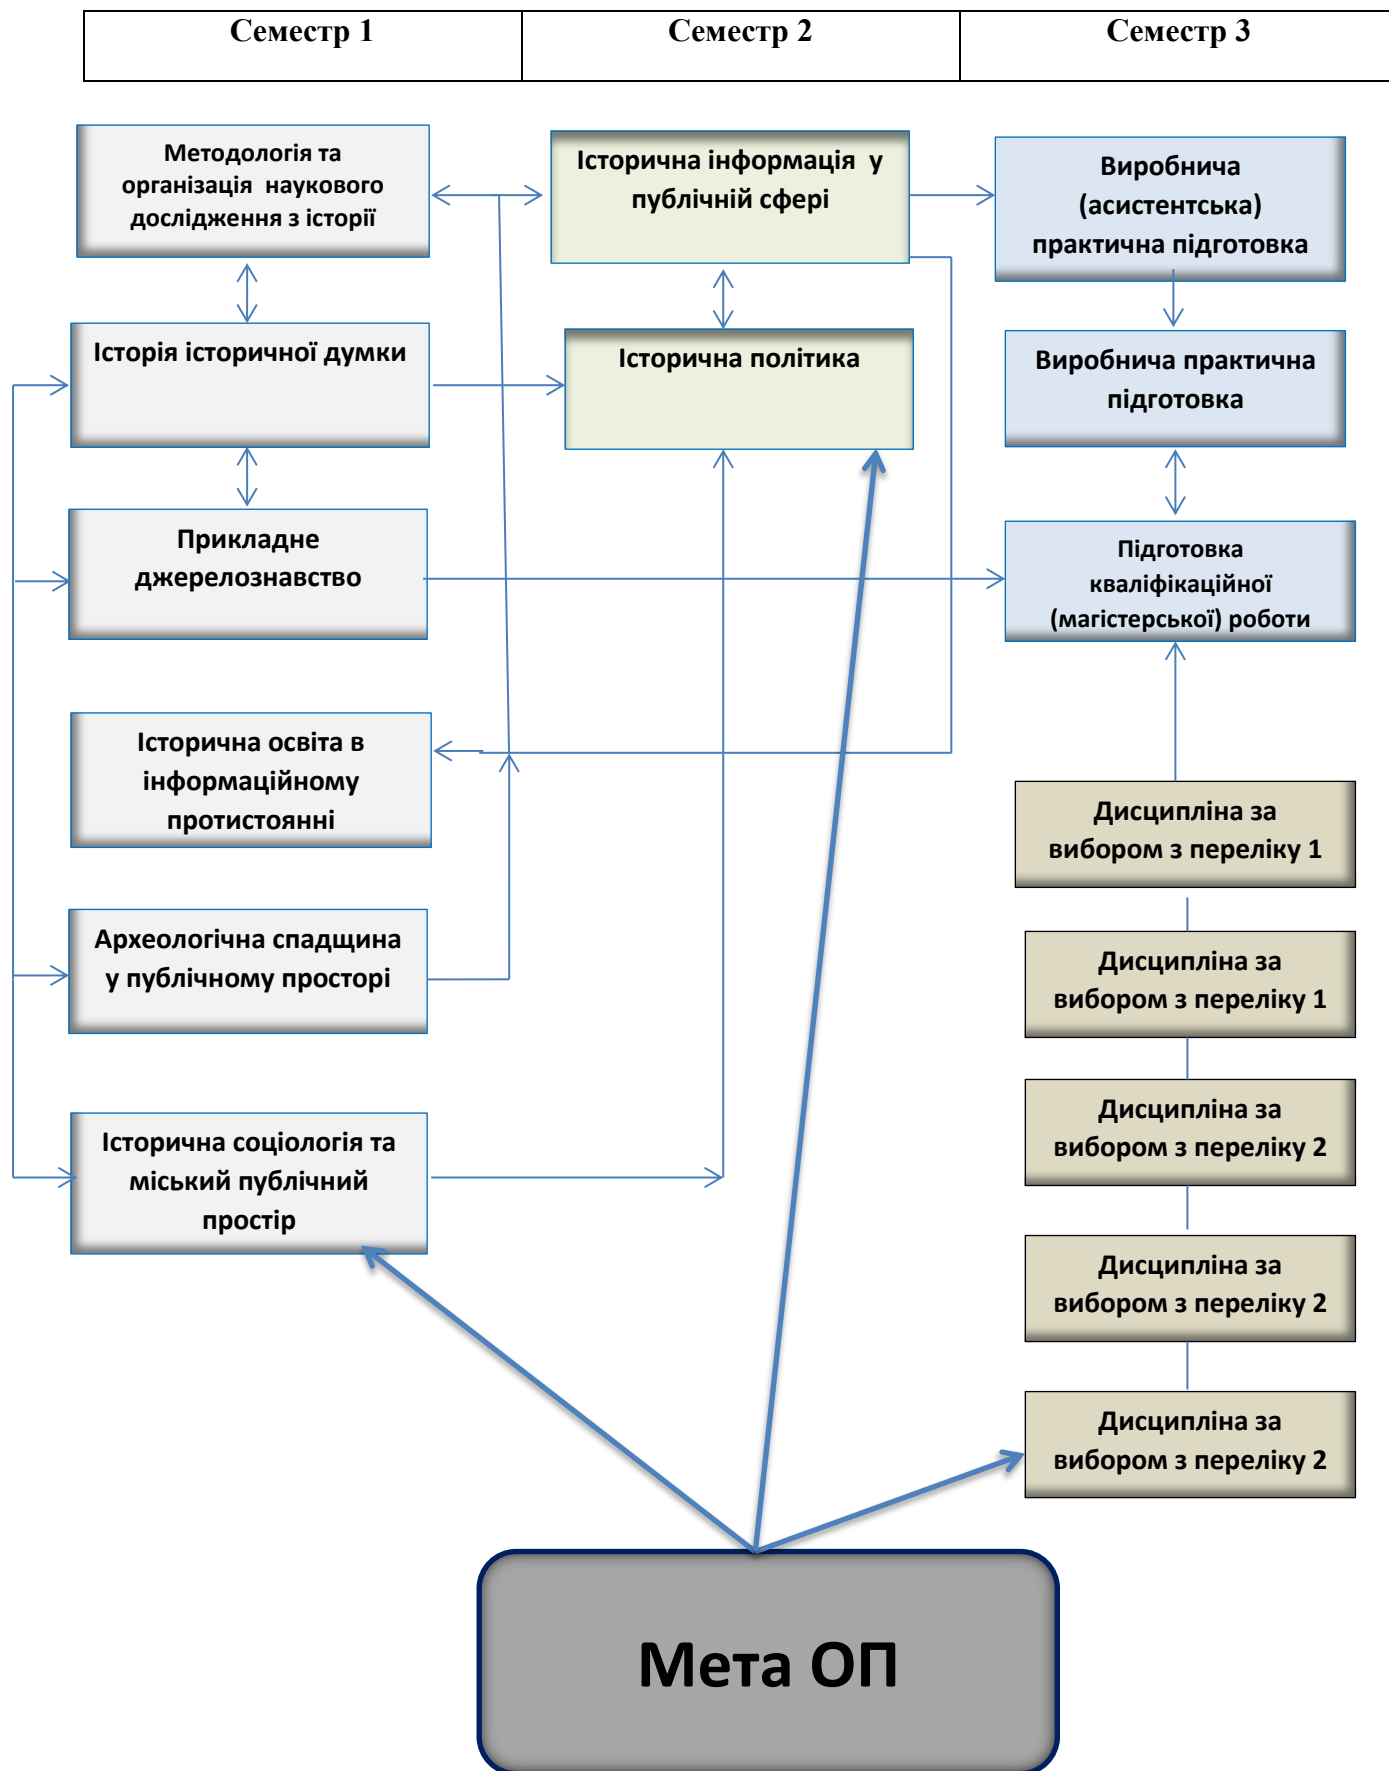 Семестр 1
Семестр 2
Семестр 3
Методологія та
організація наукового
дослідження з історії
Історія історичної думки
Прикладне
джерелознавство
Історична освіта в
інформаційному
протистоянні
Археологічна спадщина
у публічному просторі
Історична соціологія та
міський публічний
простір
Історична інформація у
публічній сфері
Історична політика
Виробнича
(асистентська)
практична підготовка
Виробнича практична
підготовка
Підготовка
кваліфікаційної
(магістерської) роботи
Дисципліна за
вибором з переліку 1
Дисципліна за
вибором з переліку 1
Дисципліна за
вибором з переліку 2
Дисципліна за
вибором з переліку 2
Дисципліна за
вибором з переліку 2
Мета ОП